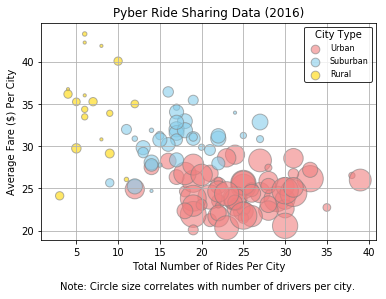 Pyber Ride Sharing Data (2016)
City Type
Urban
Suburban
Rural
Average Fare ($) Per City
40
35
30
25
20
5 10 15 20 25 30 35 40
Total Number of Rides Per City
Note: Circle size correlates with number of drivers per city.